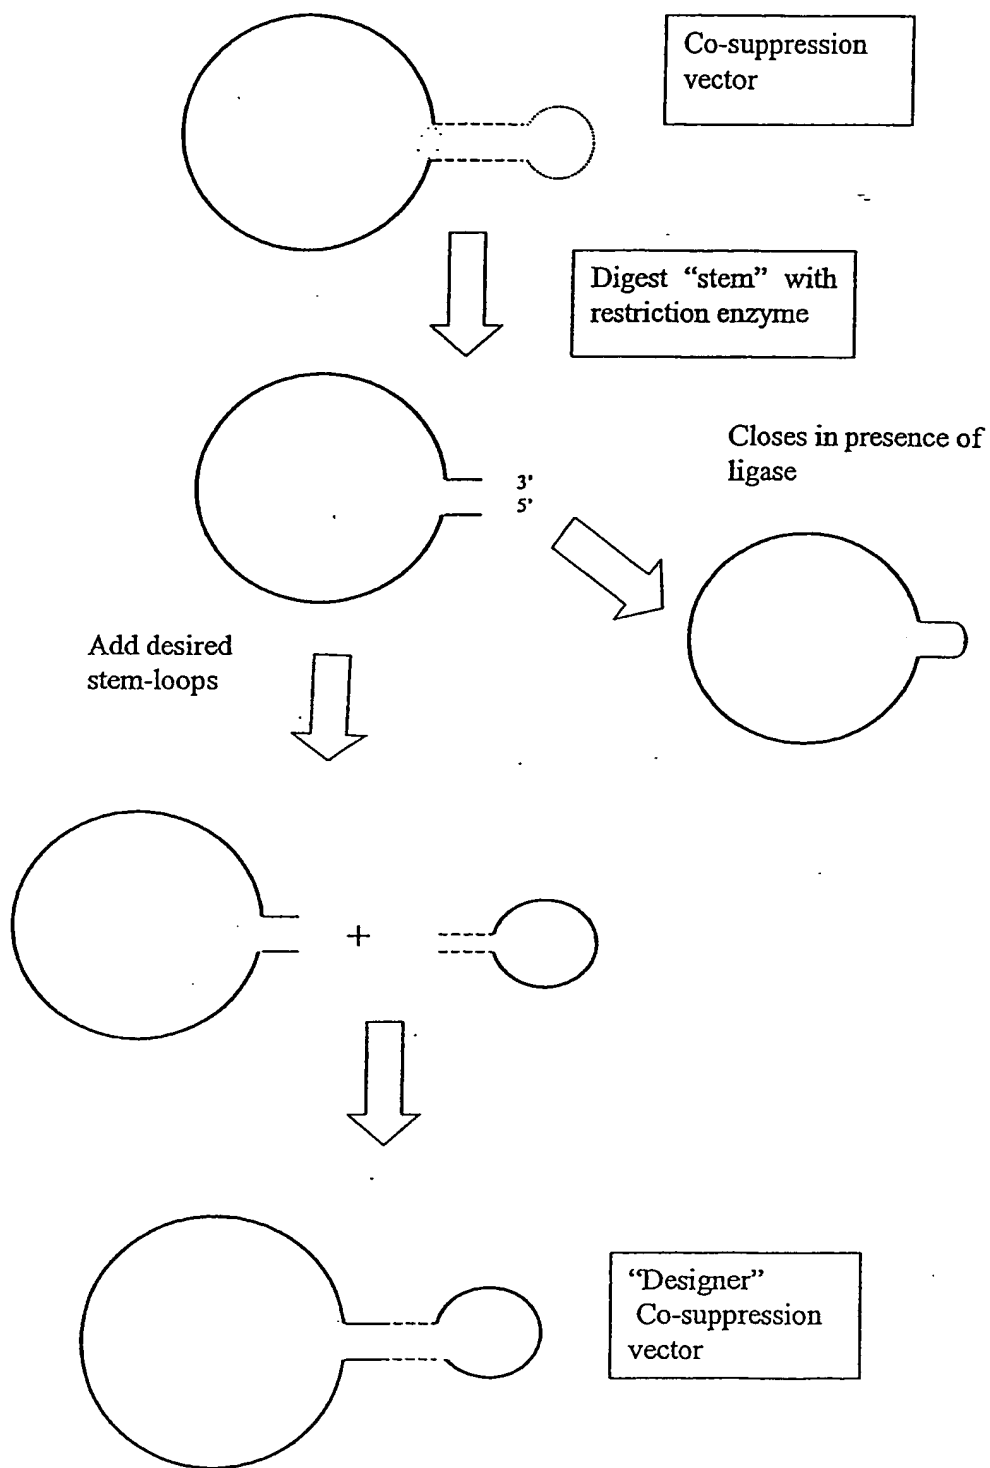 Co-suppression
vector
Digest “stem” with
restriction enzyme
Closes in presence of
ligase
3'
5'
Add desired
stem-loops
+
“Designer”
Co-suppression
vector